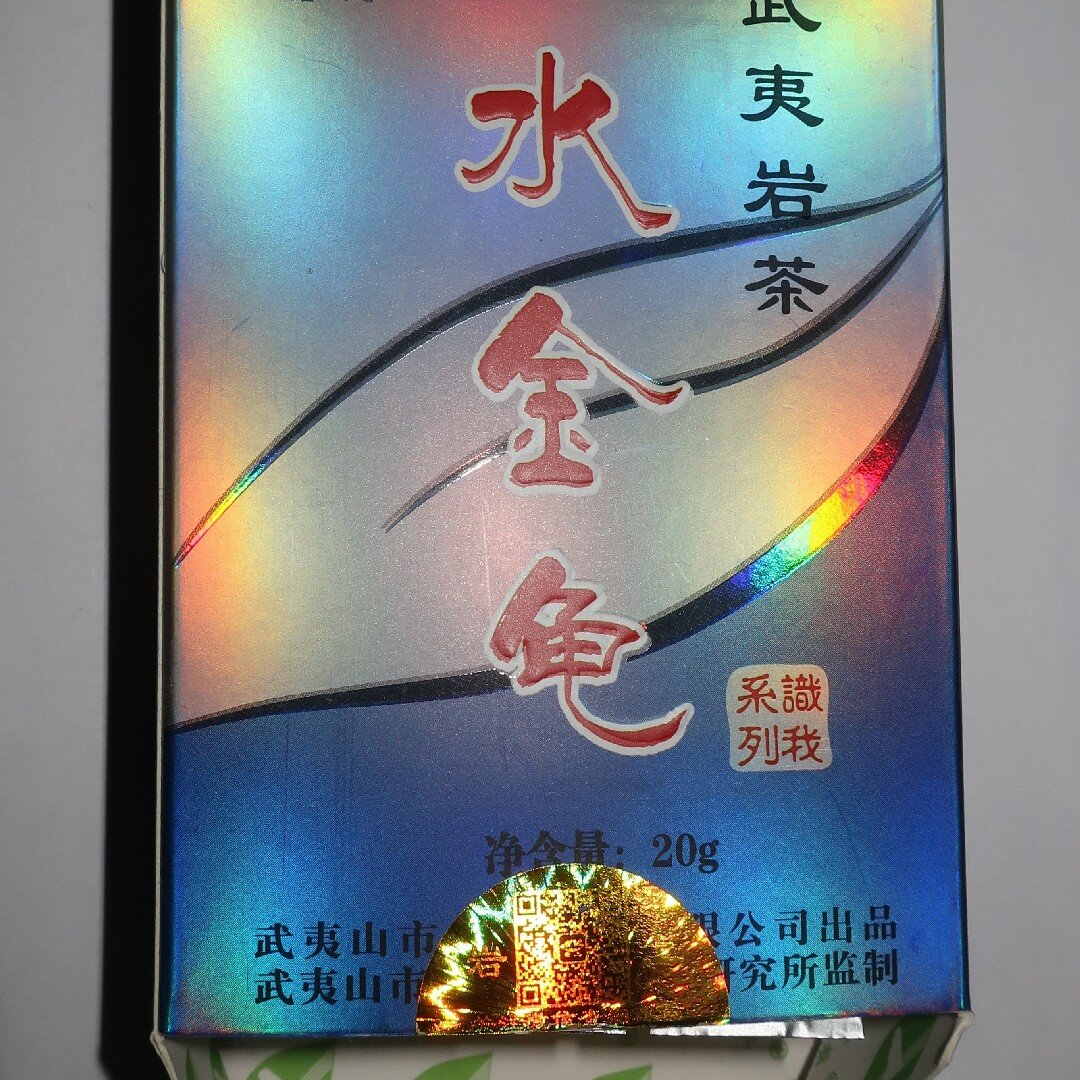 武夷岩茶
水金龟
識我
系列
净含量：20g
武夷山市 限公司出品
武夷山市 研究所监制
岩